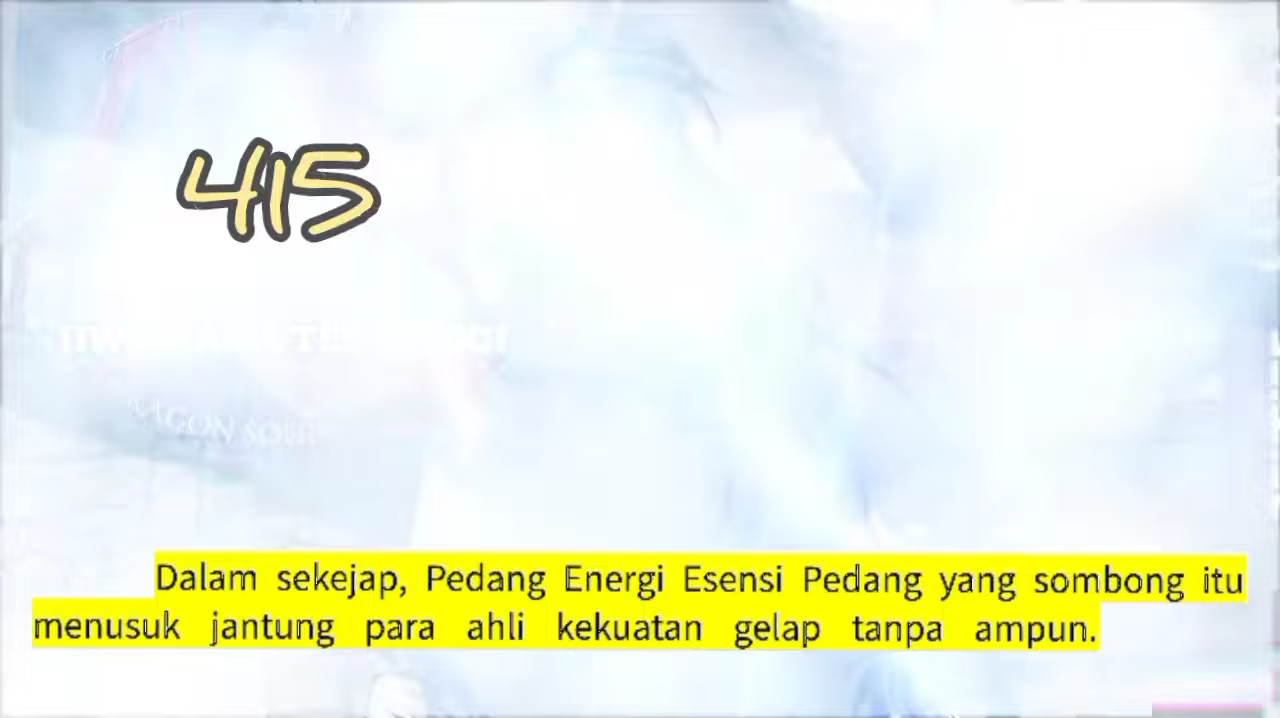 415
Dalam sekejap, Pedang Energi Esensi Pedang yang sombong itu
menusuk jantung para ahli kekuatan gelap tanpa ampun.